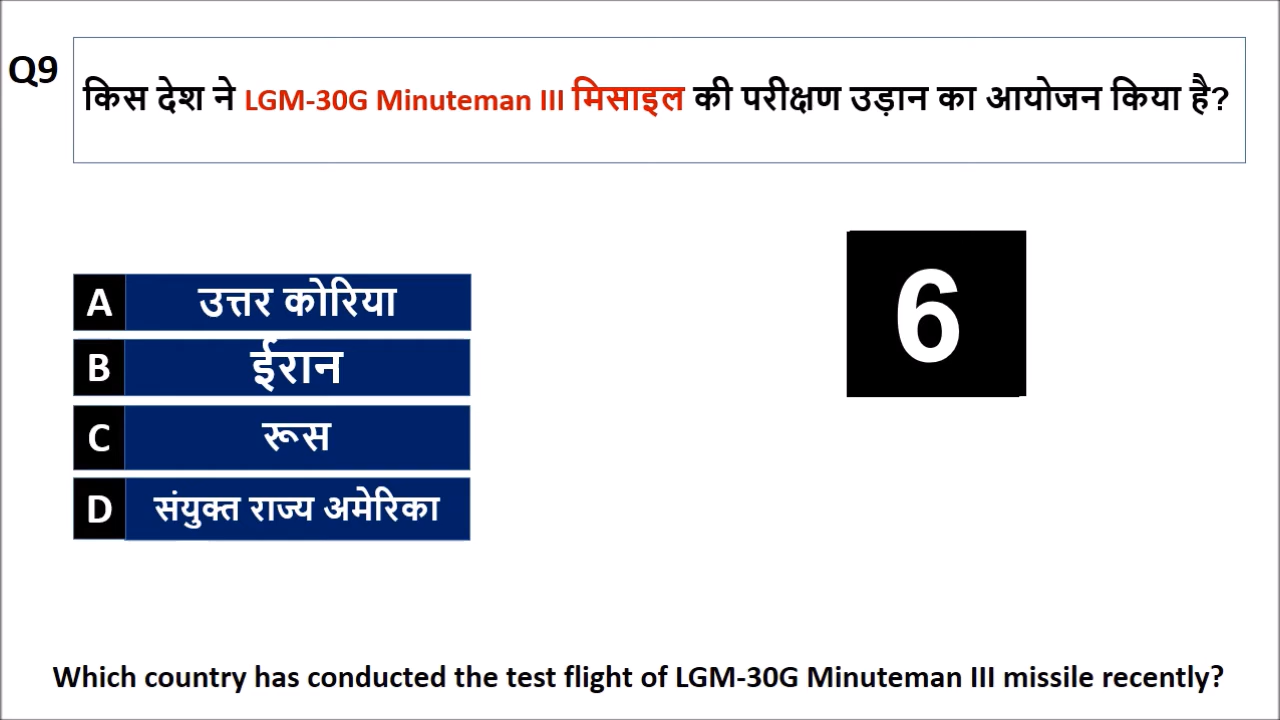 Q9
किस देश ने LGM-30G Minuteman III मिसाइल की परीक्षण उड़ान का आयोजन किया है?
6
A उत्तर कोरिया
B ईरान
C रूस
D संयुक्त राज्य अमेरिका
Which country has conducted the test flight of LGM-30G Minuteman III missile recently?